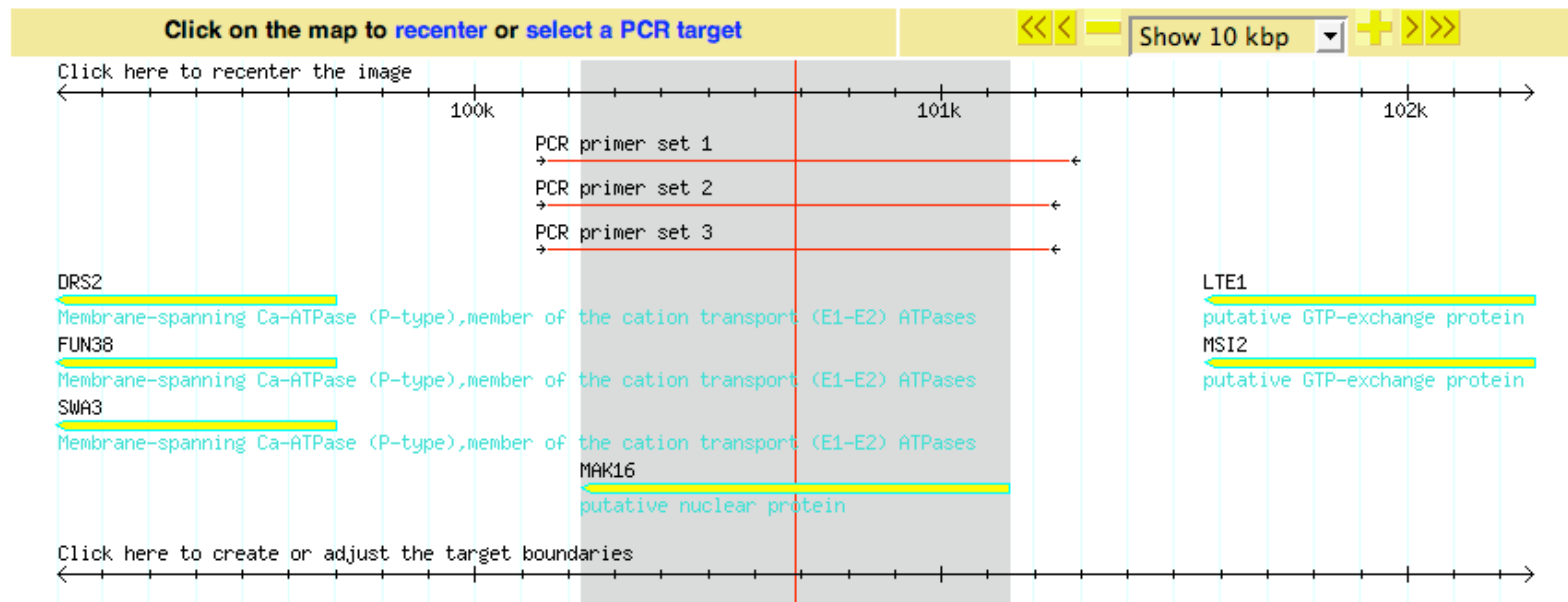 Click on the map to recenter or select a PCR target
<< < Show 10 kbp > >>
Click here to recenter the image
100k 101k 102k
PCR primer set 1
PCR primer set 2
PCR primer set 3
DRS2 LTE1
Membrane-spanning Ca-ATPase (P-type),member of the cation transport (E1-E2) ATPases putative GTP-exchange protein
FUN38 MSI2
Membrane-spanning Ca-ATPase (P-type),member of the cation transport (E1-E2) ATPases putative GTP-exchange protein
SWA3
Membrane-spanning Ca-ATPase (P-type),member of the cation transport (E1-E2) ATPases
MAK16
putative nuclear protein
Click here to create or adjust the target boundaries